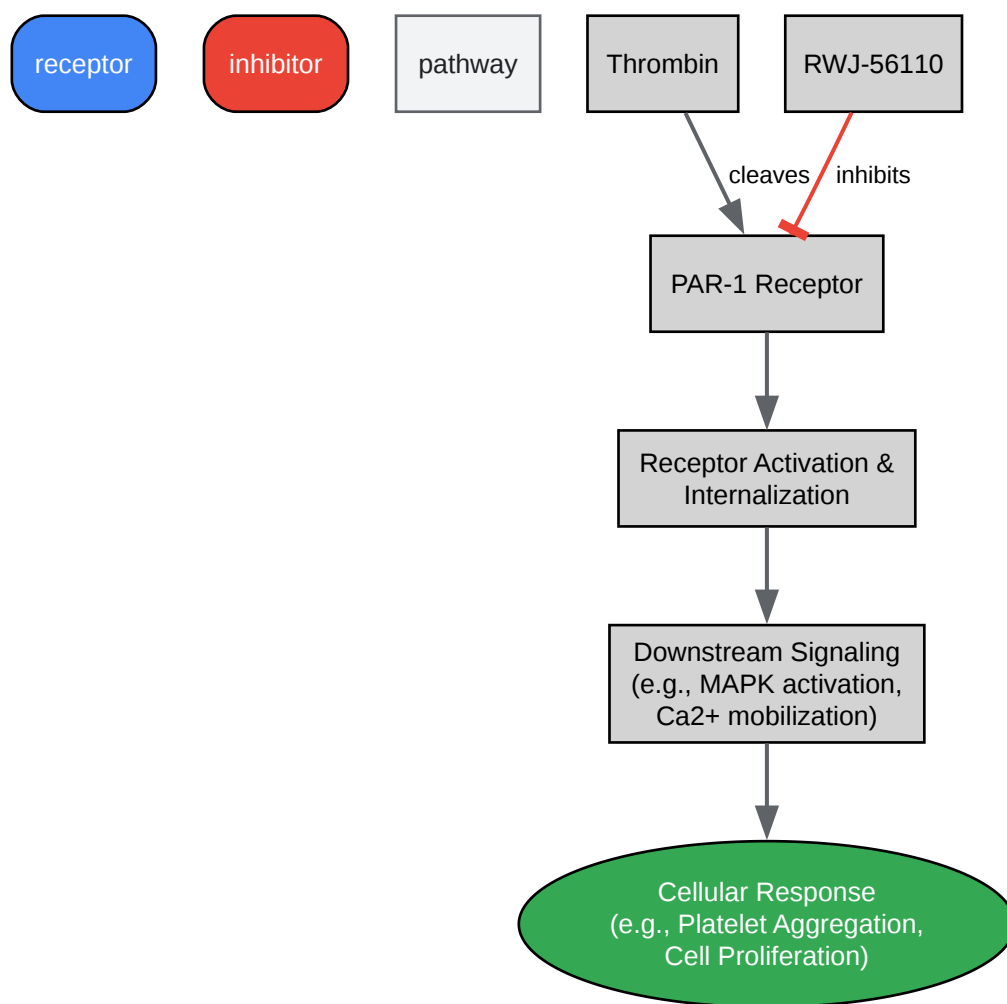 receptor
inhibitor
pathway
Thrombin
RWJ-56110
cleaves
inhibits
PAR-1 Receptor
Receptor Activation &
Internalization
Downstream Signaling
(e.g., MAPK activation,
Ca2+ mobilization)
Cellular Response
(e.g., Platelet Aggregation,
Cell Proliferation)